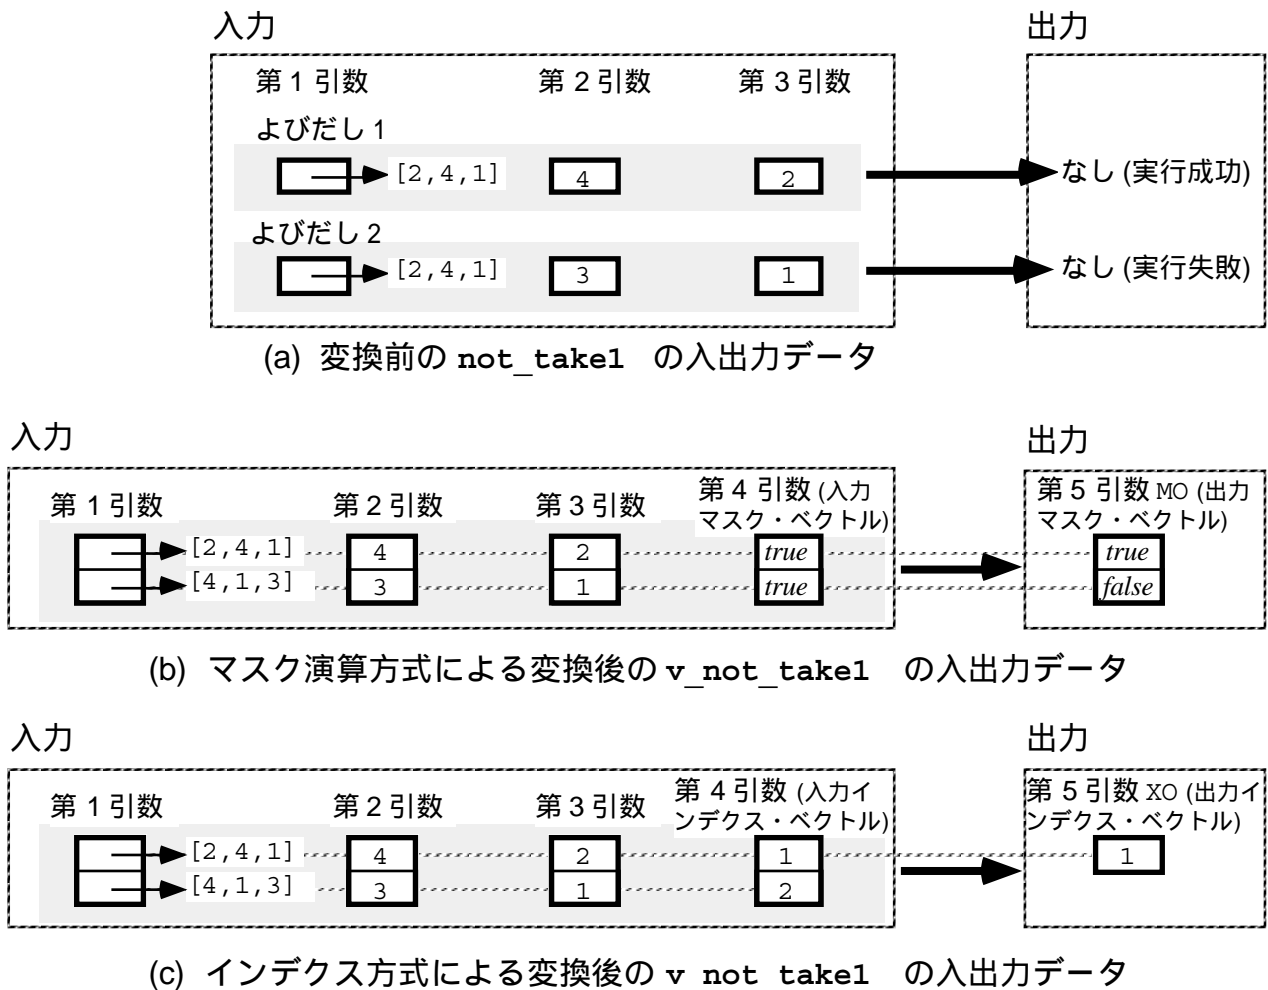 入力
出力
第 1 引数 第 2 引数 第 3 引数
よびだし 1
[2,4,1] 4 2 なし (実行成功)
よびだし 2
[2,4,1] 3 1 なし (実行失敗)
(a) 変換前の not_take1 の入出力データ
入力
出力
第 1 引数 第 2 引数 第 3 引数
第 4 引数 (入力
マスク・ベクトル)
第 5 引数 MO (出力
マスク・ベクトル)
[2,4,1] 4 2 true true
[4,1,3] 3 1 true false
(b) マスク演算方式による変換後の v_not_take1 の入出力データ
入力
出力
第 1 引数 第 2 引数 第 3 引数
第 4 引数 (入力イ
ンデクス・ベクトル)
第 5 引数 XO (出力イ
ンデクス・ベクトル)
[2,4,1] 4 2 1 1
[4,1,3] 3 1 2
(c) インデクス方式による変換後の v not take1 の入出力データ